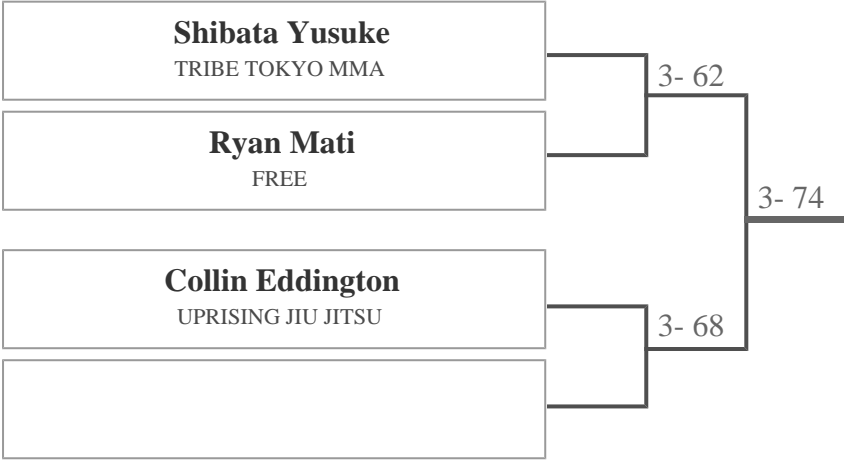 Shibata Yusuke
TRIBE TOKYO MMA
3- 62
Ryan Mati
FREE
3- 74
Collin Eddington
UPRISING JIU JITSU
3- 68